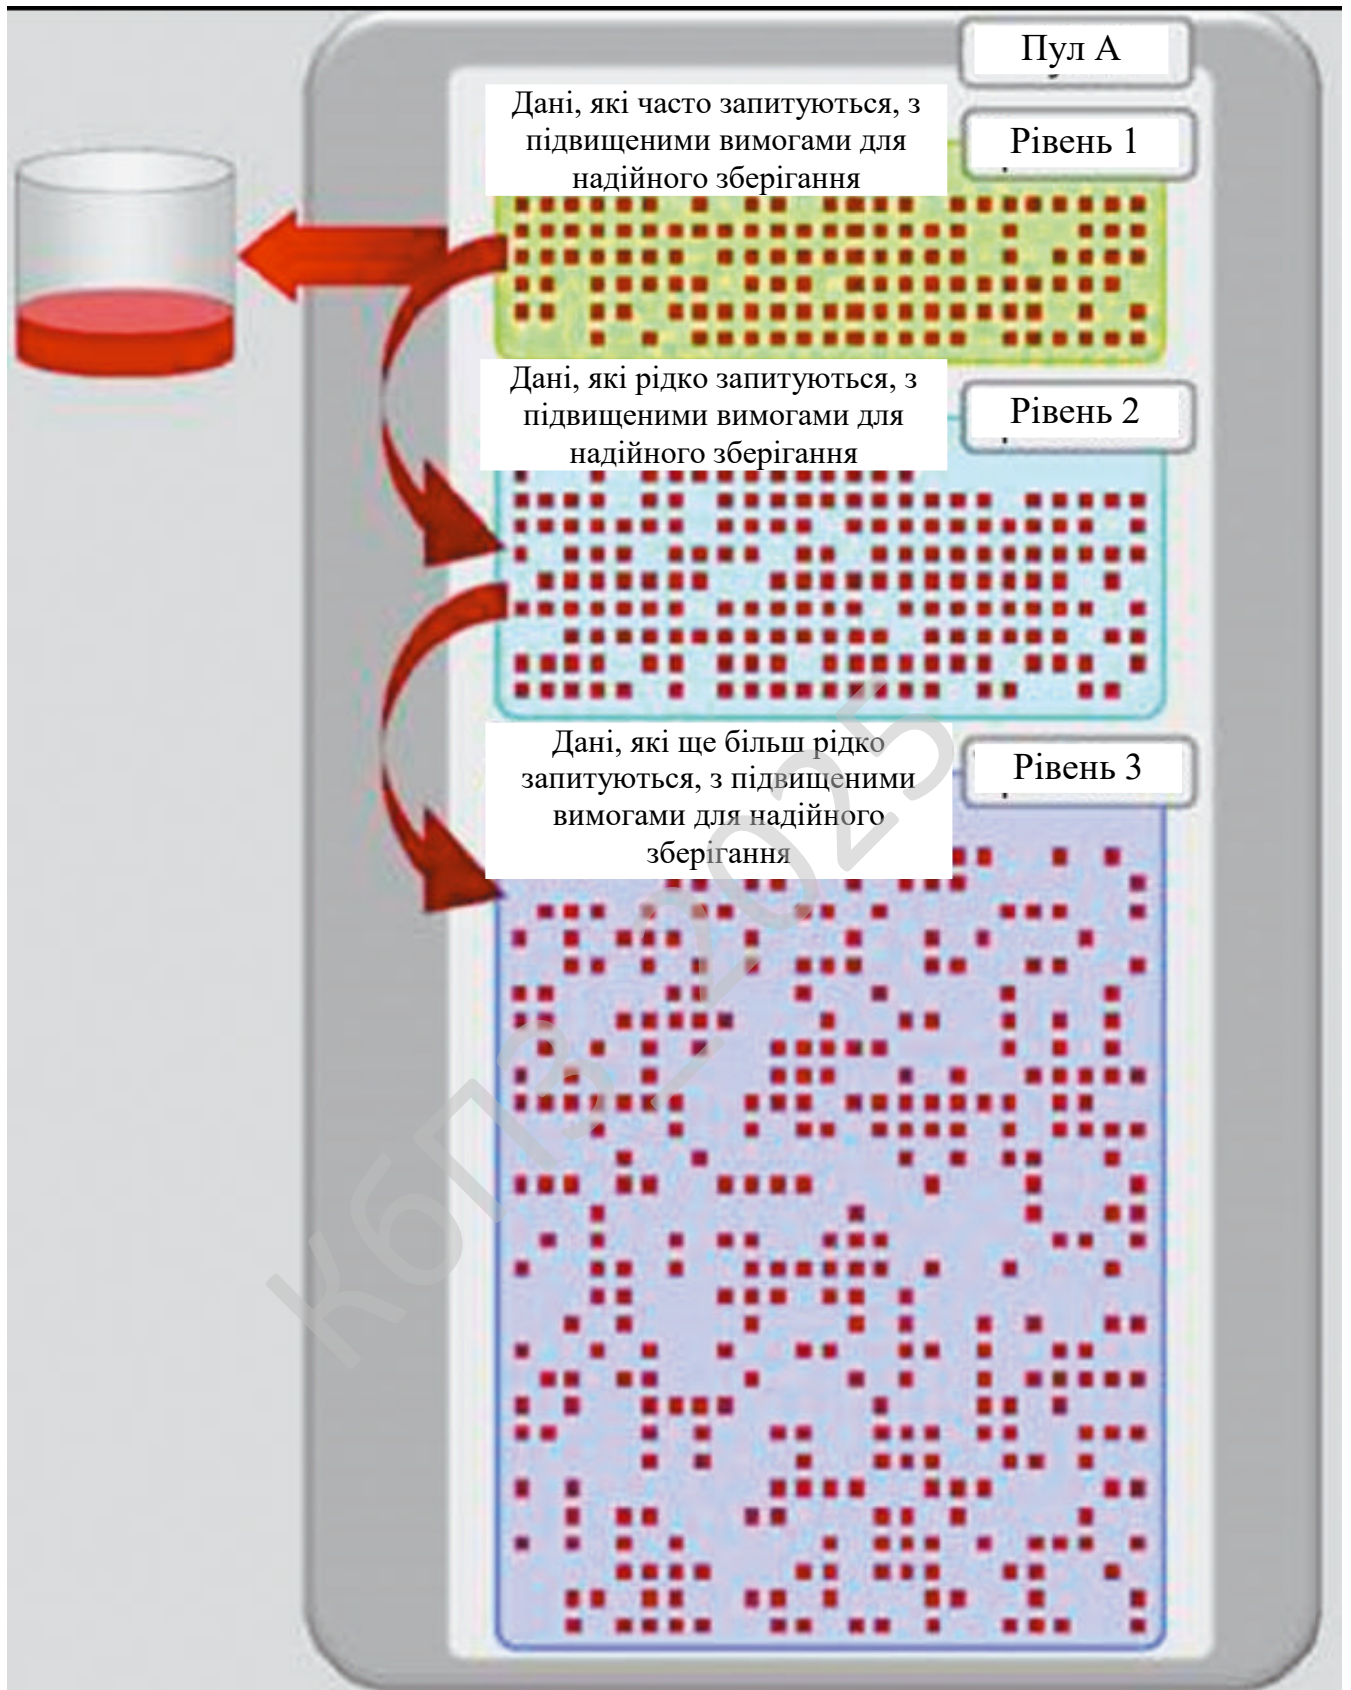 Пул А
Дані, які часто запитуються, з
підвищеними вимогами для
надійного зберігання
Рівень 1
Дані, які рідко запитуються, з
підвищеними вимогами для
надійного зберігання
Рівень 2
Дані, які ще більш рідко
запитуються, з підвищеними
вимогами для надійного
зберігання
Рівень 3
КбПЗ_2025